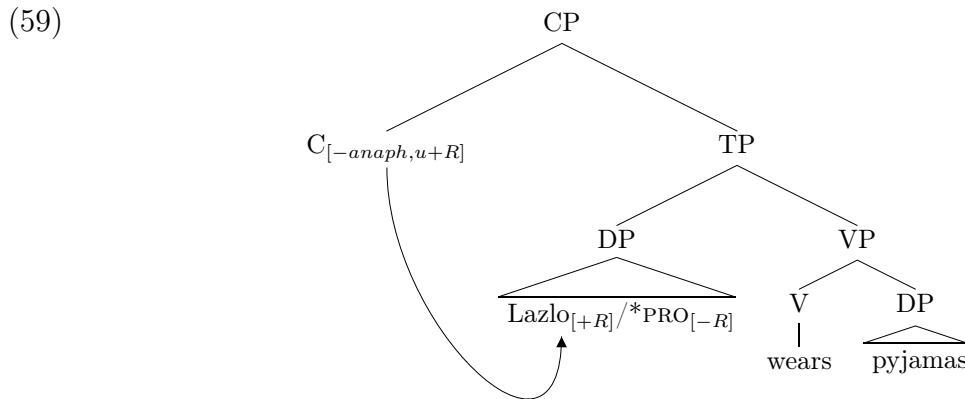 (59)
CP
C[−anaph,u+R] TP
DP VP
V DP
Lazlo[+R]/*PRO[−R]
wears pyjamas